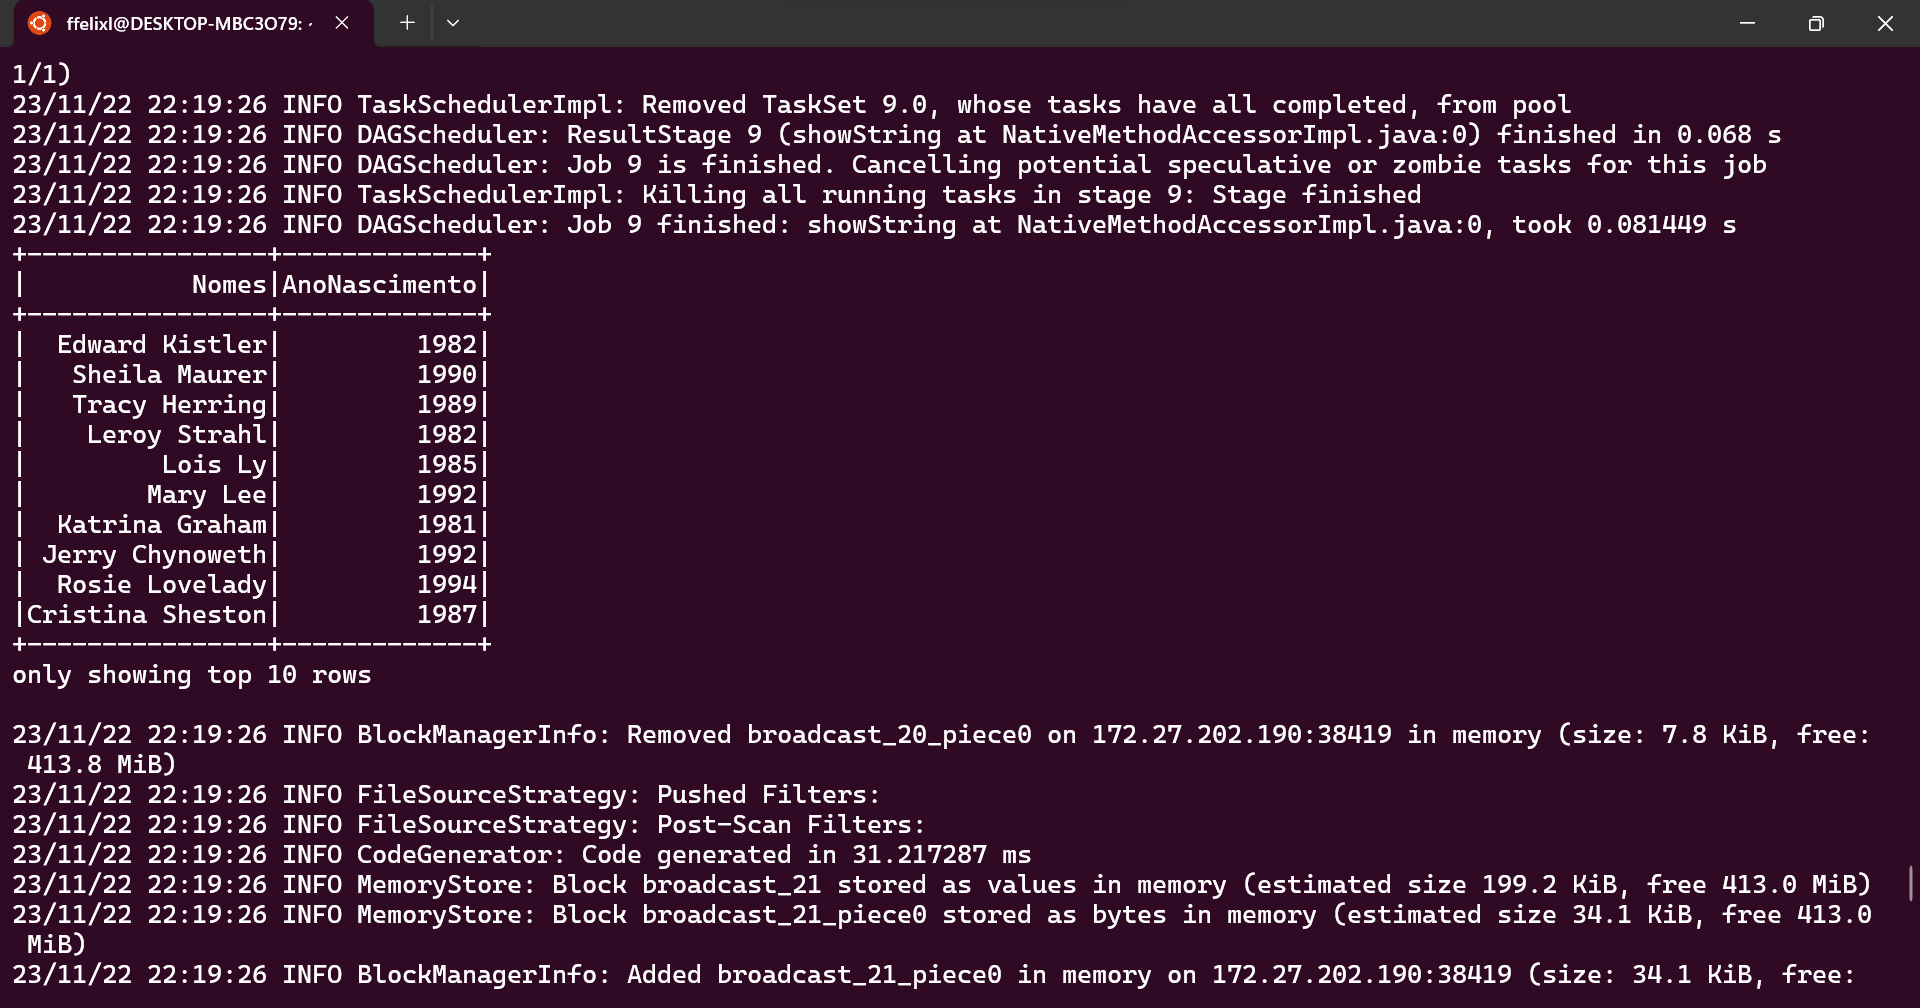 ffelixl@DESKTOP-MBC3O79:
1/1)
23/11/22 22:19:26 INFO TaskSchedulerImpl: Removed TaskSet 9.0, whose tasks have all completed, from pool
23/11/22 22:19:26 INFO DAGScheduler: ResultStage 9 (showString at NativeMethodAccessorImpl.java:0) finished in 0.068 s
23/11/22 22:19:26 INFO DAGScheduler: Job 9 is finished. Cancelling potential speculative or zombie tasks for this job
23/11/22 22:19:26 INFO TaskSchedulerImpl: Killing all running tasks in stage 9: Stage finished
23/11/22 22:19:26 INFO DAGScheduler: Job 9 finished: showString at NativeMethodAccessorImpl.java:0, took 0.081449 s
+----------------+-------------+
|           Nomes|AnoNascimento|
+----------------+-------------+
|  Edward Kistler|         1982|
|   Sheila Maurer|         1990|
|   Tracy Herring|         1989|
|    Leroy Strahl|         1982|
|         Lois Ly|         1985|
|        Mary Lee|         1992|
|  Katrina Graham|         1981|
| Jerry Chynoweth|         1992|
|  Rosie Lovelady|         1994|
|Cristina Sheston|         1987|
+----------------+-------------+
only showing top 10 rows
23/11/22 22:19:26 INFO BlockManagerInfo: Removed broadcast_20_piece0 on 172.27.202.190:38419 in memory (size: 7.8 KiB, free:
413.8 MiB)
23/11/22 22:19:26 INFO FileSourceStrategy: Pushed Filters:
23/11/22 22:19:26 INFO FileSourceStrategy: Post-Scan Filters:
23/11/22 22:19:26 INFO CodeGenerator: Code generated in 31.217287 ms
23/11/22 22:19:26 INFO MemoryStore: Block broadcast_21 stored as values in memory (estimated size 199.2 KiB, free 413.0 MiB)
23/11/22 22:19:26 INFO MemoryStore: Block broadcast_21_piece0 stored as bytes in memory (estimated size 34.1 KiB, free 413.0
MiB)
23/11/22 22:19:26 INFO BlockManagerInfo: Added broadcast_21_piece0 in memory on 172.27.202.190:38419 (size: 34.1 KiB, free: